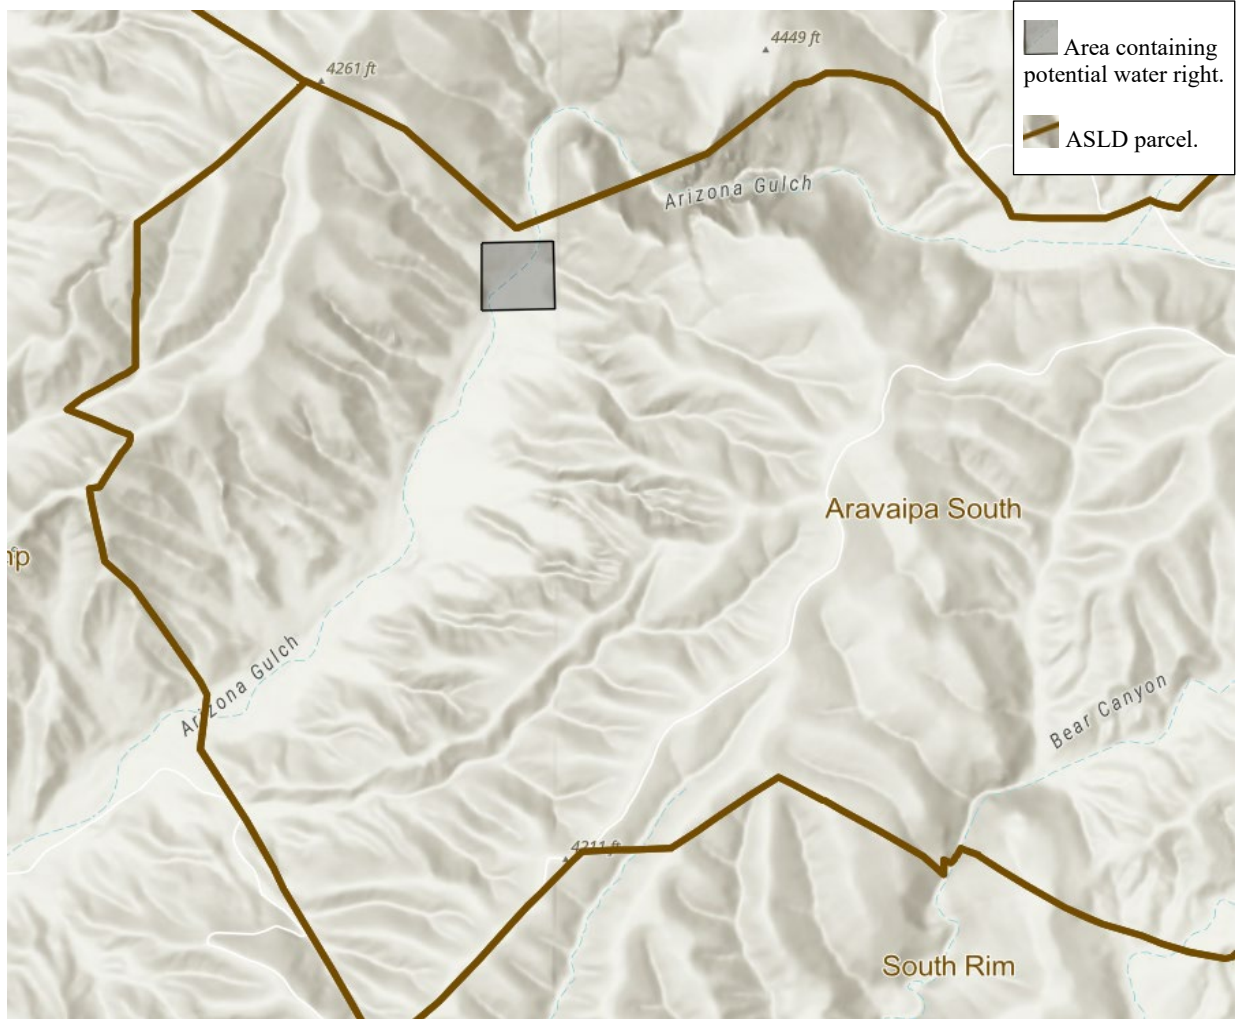 4449 ft
Area containing
potential water right.
4261 ft
ASLD parcel.
Arizona Gulch
Aravaipa South
Arizona Gulch
Bear Canyon
4211 ft
South Rim